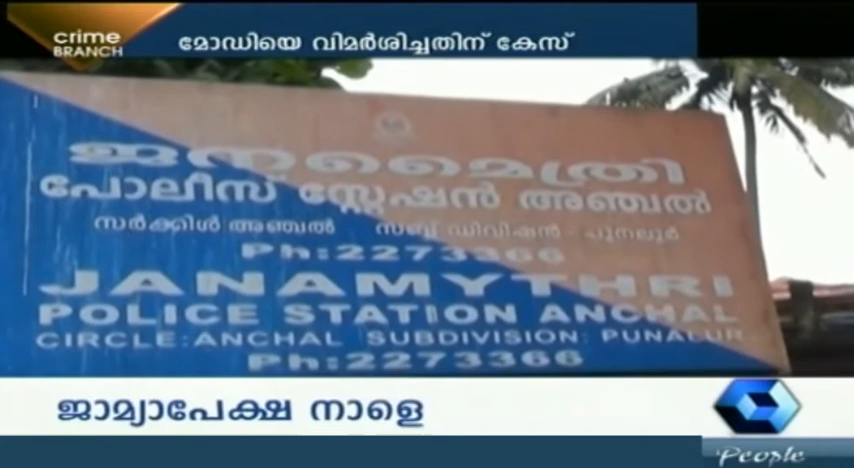 crime
BRANCH
മോഡിയെ വിമർശിച്ചതിന് കേസ്
ജനമൈത്രി
പോലീസ് സ്റ്റേഷൻ അഞ്ചൽ
സർക്കിൾ അഞ്ചൽ സബ്ബ് ഡിവിഷൻ - പുനലൂർ
Ph:2273366
JANAMYTHRI
POLICE STATION ANCHAL
CIRCLE:ANCHAL SUBDIVISION: PUNALUR
Ph:2273366
ജാമ്യാപേക്ഷ നാളെ
People